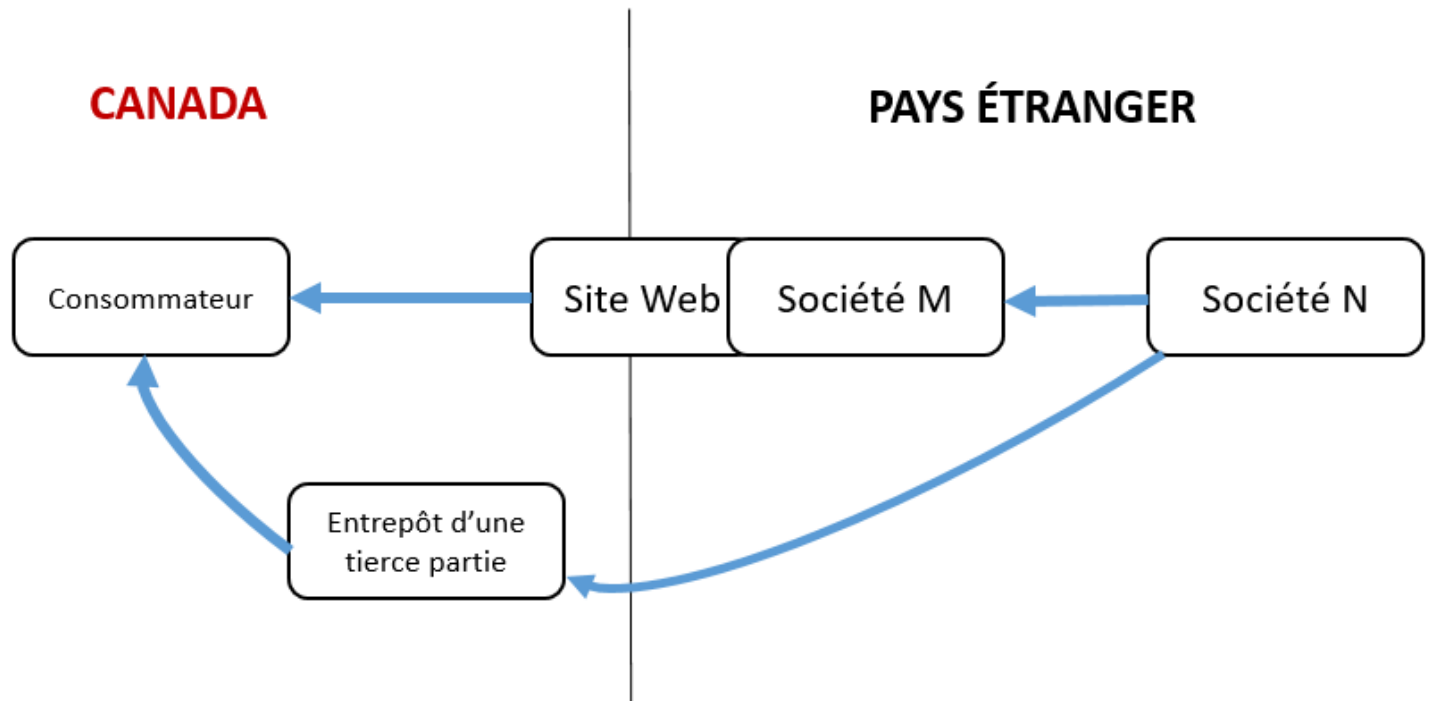 CANADA
PAYS ÉTRANGER
Consommateur
Site Web
Société M
Société N
Entrepôt d’une
tierce partie